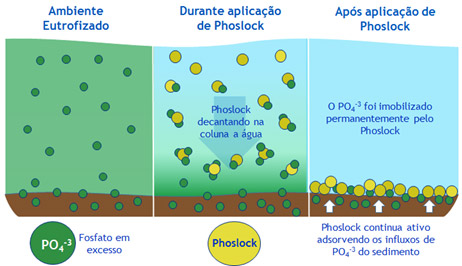 Ambiente
Eutrofizado
Durante aplicação
de Phoslock
Após aplicação de
Phoslock
Phoslock
decantando na
coluna a água
O PO₄⁻³ foi imobilizado
permanentemente pelo
Phoslock
PO₄⁻³
Fosfato em
excesso
Phoslock
Phoslock continua ativo
adsorvendo os influxos de
PO₄⁻³ do sedimento